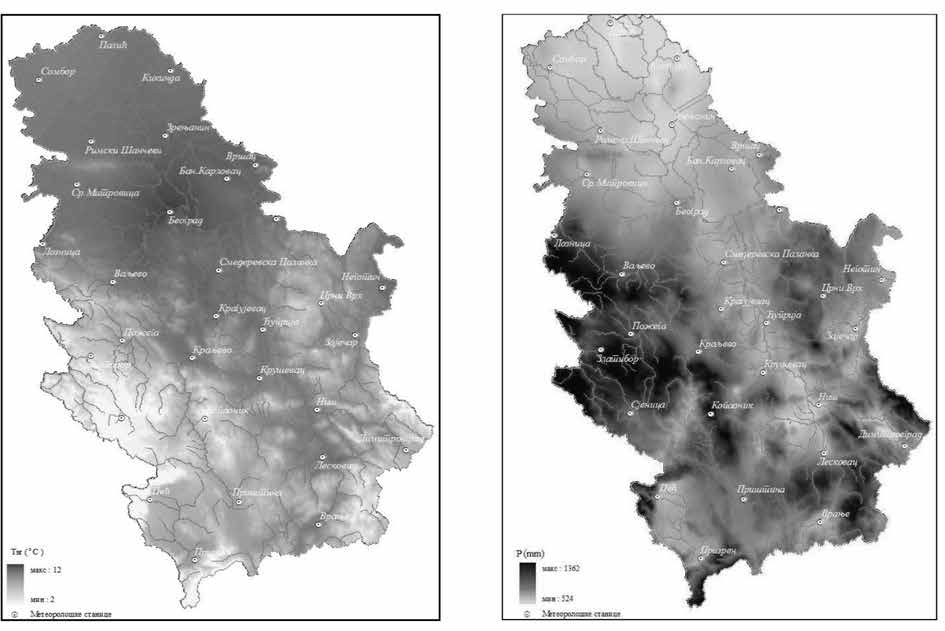 Палић
Сомбор
Кикинда
Зрењанин
Римски Шанчеви
Вршац
Бан.Карловац
Ср.Митровица
Београд
Лозница
Смедеревска Паланка
Ваљево
Неготин
Црни Врх
Крагујевац
Ћуприја
Пожега
Зајечар
Краљево
Крушевац
Ниш
Димитровград
Лесковац
Пећ
Приштина
Врање
Тяг (°C)
макс : 12
мин : 2
Метеоролошке станице
Сомбор
Римски Шанчеви
Вршац
Бан.Карловац
Ср.Митровица
Београд
Лозница
Смедеревска Паланка
Ваљево
Неготин
Црни Врх
Крагујевац
Ћуприја
Пожега
Зајечар
Златибор
Краљево
Крушевац
Ниш
Сјеница
Копаоник
Димитровград
Лесковац
Пећ
Приштина
Врање
Призрен
P (mm)
макс : 1362
мин : 524
Метеоролошке станице